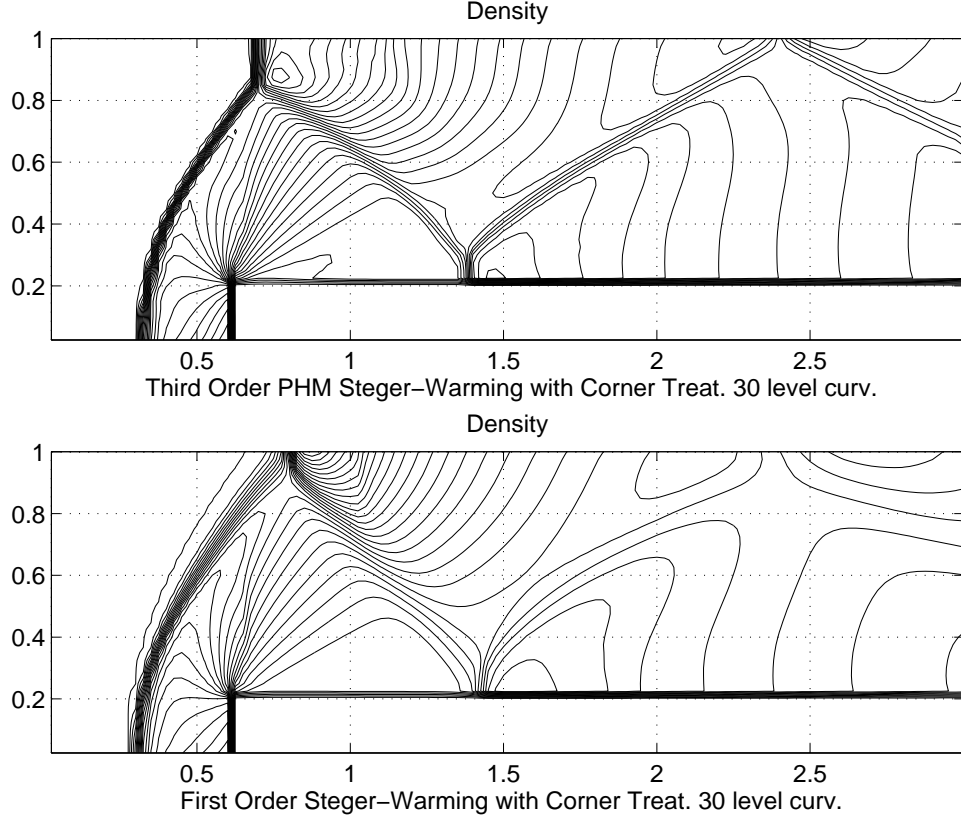 Density
1
0.8
0.6
0.4
0.2
0.5 1 1.5 2 2.5
Third Order PHM Steger−Warming with Corner Treat. 30 level curv.
Density
1
0.8
0.6
0.4
0.2
0.5 1 1.5 2 2.5
First Order Steger−Warming with Corner Treat. 30 level curv.